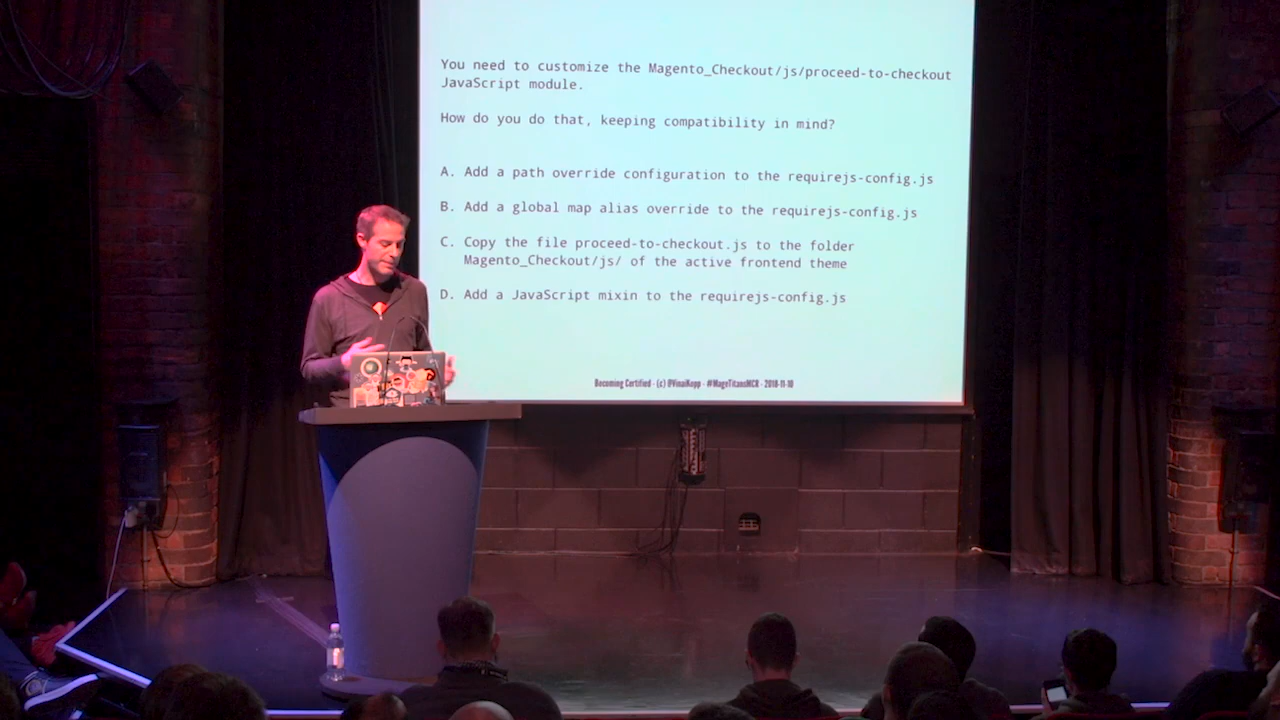 You need to customize the Magento_Checkout/js/proceed-to-checkout
JavaScript module.
How do you do that, keeping compatibility in mind?
A. Add a path override configuration to the requirejs-config.js
B. Add a global map alias override to the requirejs-config.js
C. Copy the file proceed-to-checkout.js to the folder
Magento_Checkout/js/ of the active frontend theme
D. Add a JavaScript mixin to the requirejs-config.js
Becoming Certified - (c) @VinaiKopp - #MageTitansMCR - 2018-11-10